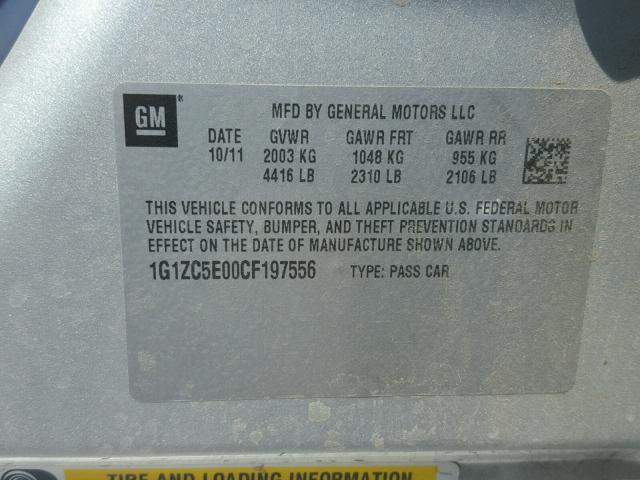 GM®
MFD BY GENERAL MOTORS LLC
DATE GVWR GAWR FRT GAWR RR
10/11 2003 KG 1048 KG 955 KG
4416 LB 2310 LB 2106 LB
THIS VEHICLE CONFORMS TO ALL APPLICABLE U.S. FEDERAL MOTOR
VEHICLE SAFETY, BUMPER, AND THEFT PREVENTION STANDARDS IN
EFFECT ON THE DATE OF MANUFACTURE SHOWN ABOVE.
1G1ZC5E00CF197556 TYPE: PASS CAR
TIRE AND LOADING INFORMATION